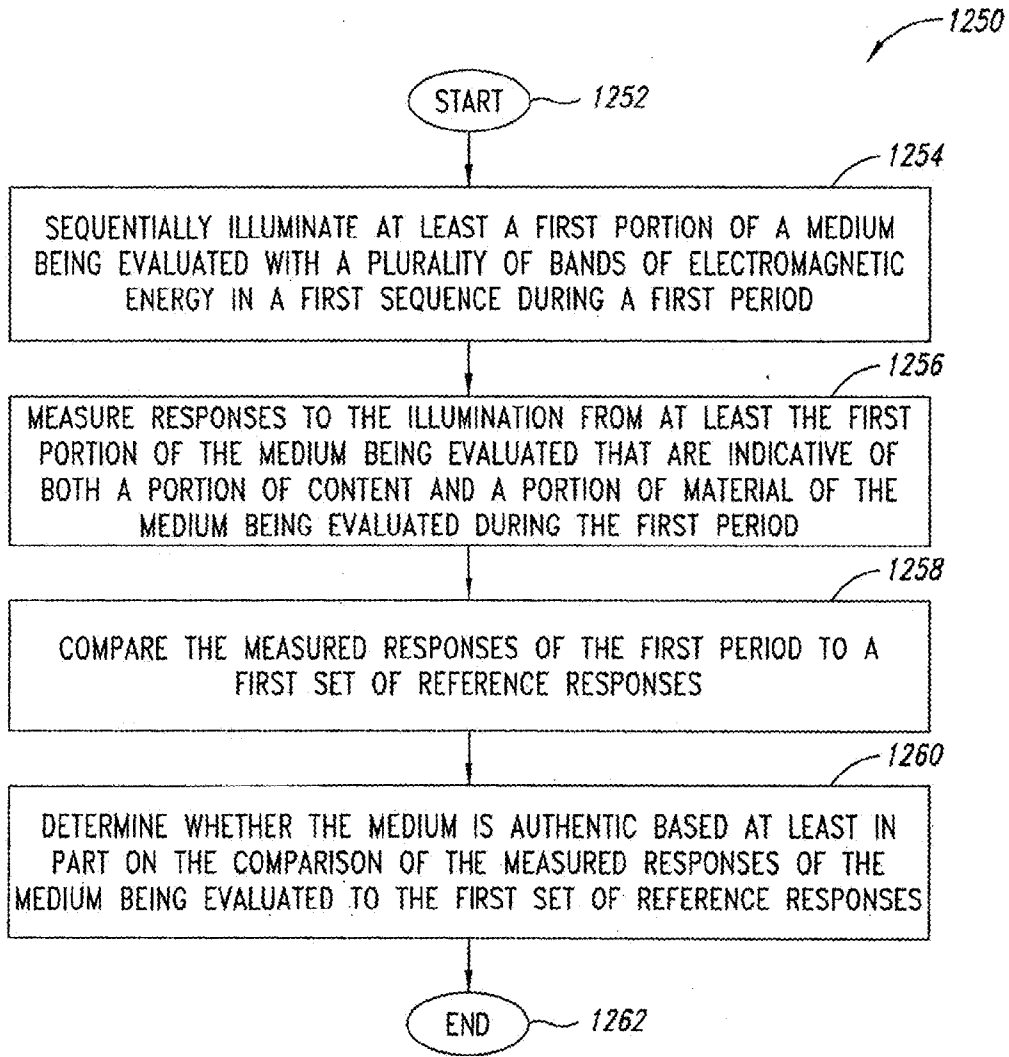 1250
START
1252
1254
SEQUENTIALLY ILLUMINATE AT LEAST A FIRST PORTION OF A MEDIUM
BEING EVALUATED WITH A PLURALITY OF BANDS OF ELECTROMAGNETIC
ENERGY IN A FIRST SEQUENCE DURING A FIRST PERIOD
1256
MEASURE RESPONSES TO THE ILLUMINATION FROM AT LEAST THE FIRST
PORTION OF THE MEDIUM BEING EVALUATED THAT ARE INDICATIVE OF
BOTH A PORTION OF CONTENT AND A PORTION OF MATERIAL OF THE
MEDIUM BEING EVALUATED DURING THE FIRST PERIOD
1258
COMPARE THE MEASURED RESPONSES OF THE FIRST PERIOD TO A
FIRST SET OF REFERENCE RESPONSES
1260
DETERMINE WHETHER THE MEDIUM IS AUTHENTIC BASED AT LEAST IN
PART ON THE COMPARISON OF THE MEASURED RESPONSES OF THE
MEDIUM BEING EVALUATED TO THE FIRST SET OF REFERENCE RESPONSES
END
1262